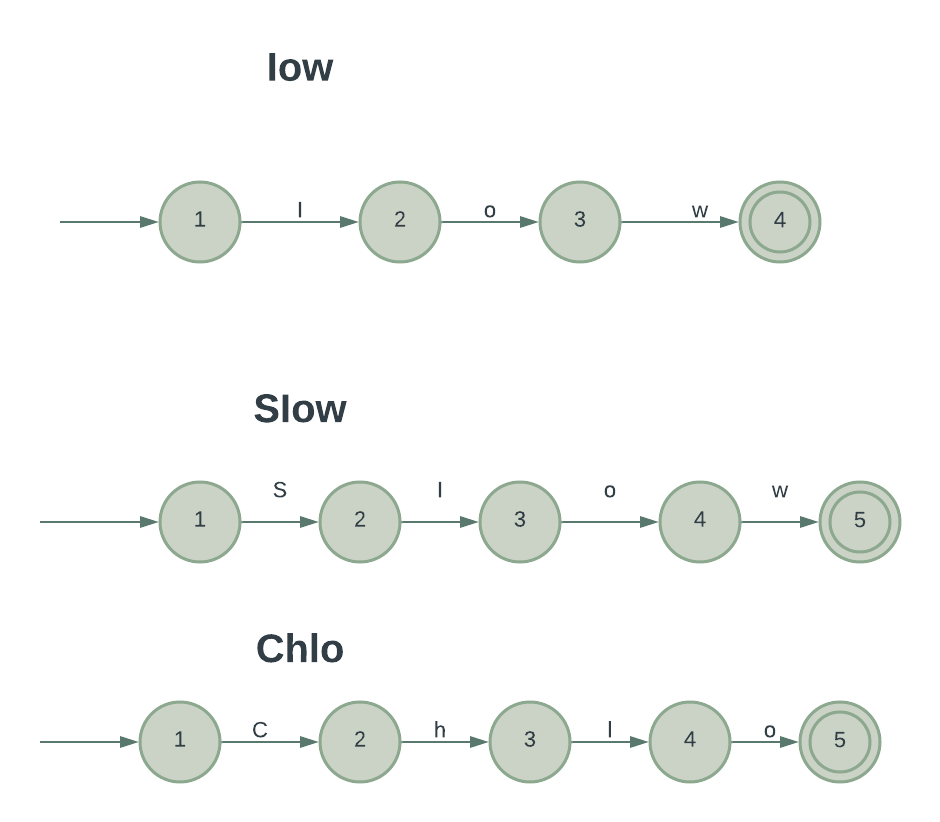 low
1 l 2 o 3 w 4
Slow
1 S 2 l 3 o 4 w 5
Chlo
1 C 2 h 3 l 4 o 5